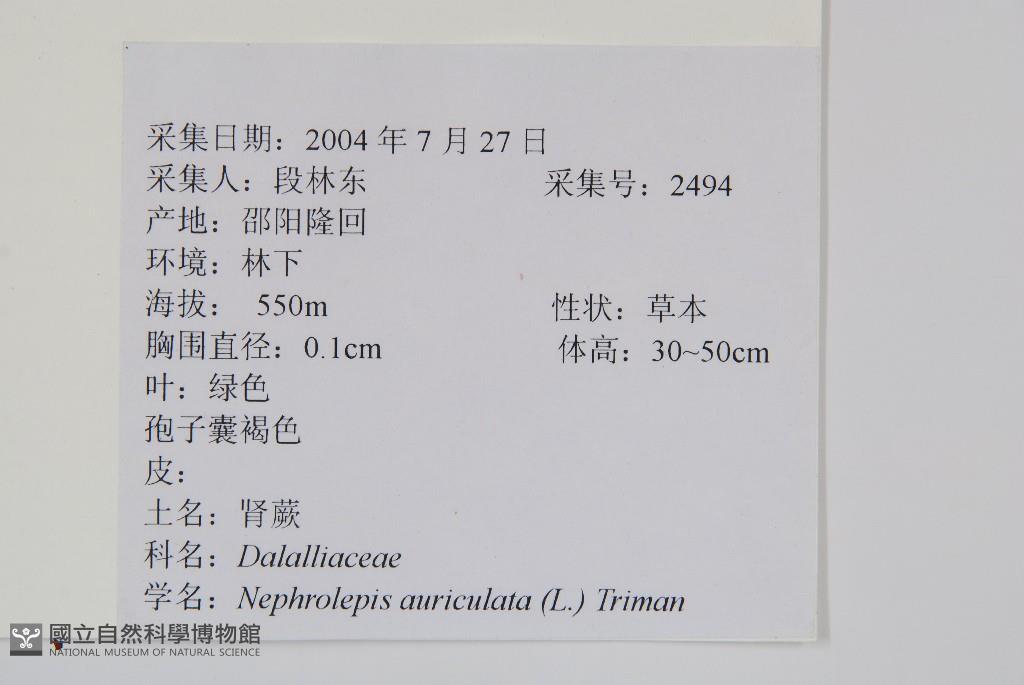 采集日期：2004 年 7 月 27 日
采集人：段林东 采集号：2494
产地：邵阳隆回
环境：林下
海拔： 550m 性状：草本
胸围直径：0.1cm 体高：30~50cm
叶：绿色
孢子囊褐色
皮：
土名：肾蕨
科名：Dalalliaceae
学名：Nephrolepis auriculata (L.) Triman
國立自然科學博物館
NATIONAL MUSEUM OF NATURAL SCIENCE